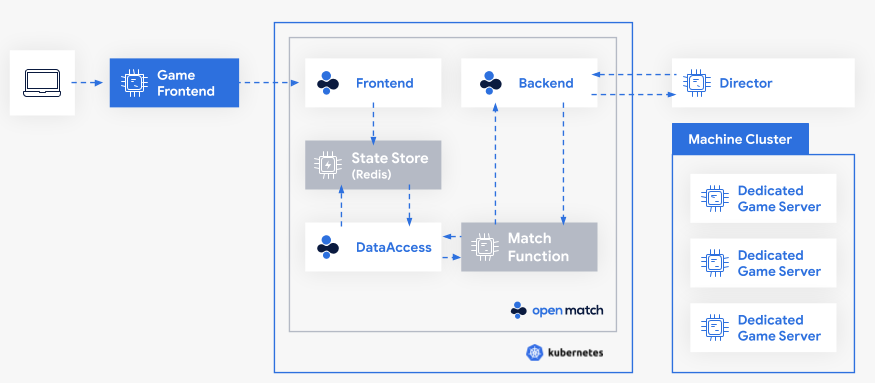 Game
Frontend
Frontend
Backend
Director
State Store
(Redis)
DataAccess
Match
Function
open match
kubernetes
Machine Cluster
Dedicated
Game Server
Dedicated
Game Server
Dedicated
Game Server